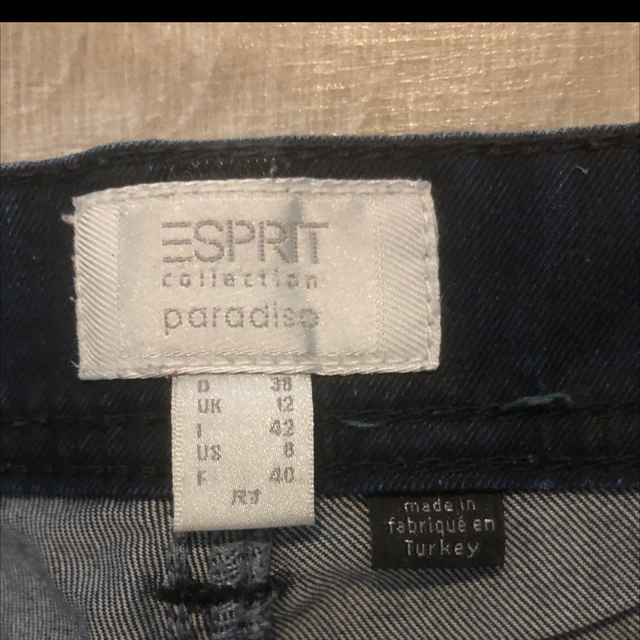 ESPRIT
collection
paradise
D 38
UK 12
I 42
US 8
F 40
made in
fabriqué en
Turkey